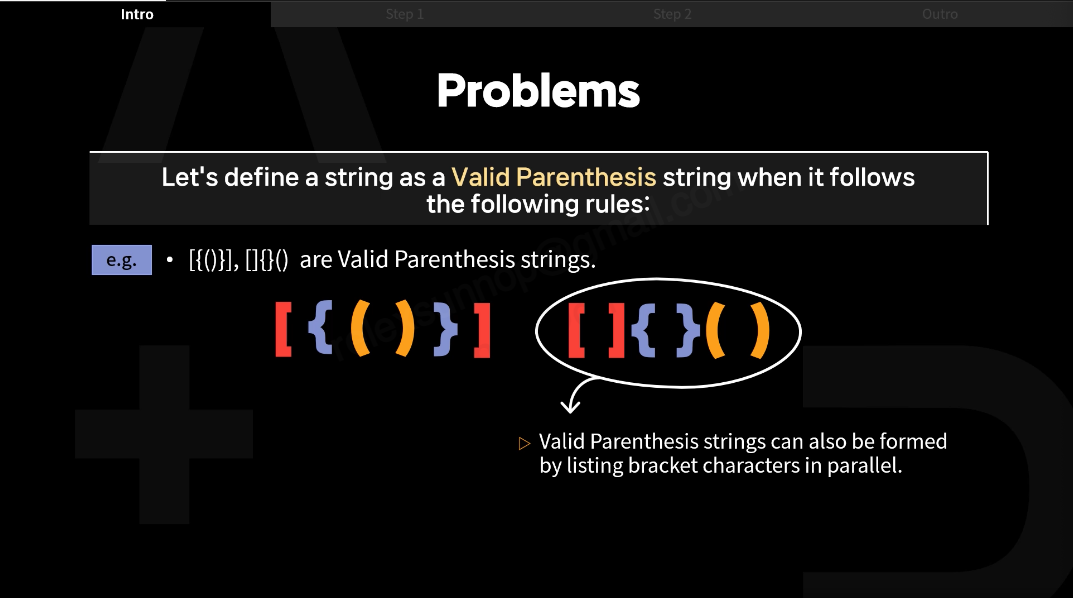 Intro
Step 1
Step 2
Outro
Problems
Let's define a string as a Valid Parenthesis string when it follows
the following rules:
e.g. • [{()}], []{}() are Valid Parenthesis strings.
[ { ( ) } ] [ ] { } ( )
▷ Valid Parenthesis strings can also be formed
by listing bracket characters in parallel.